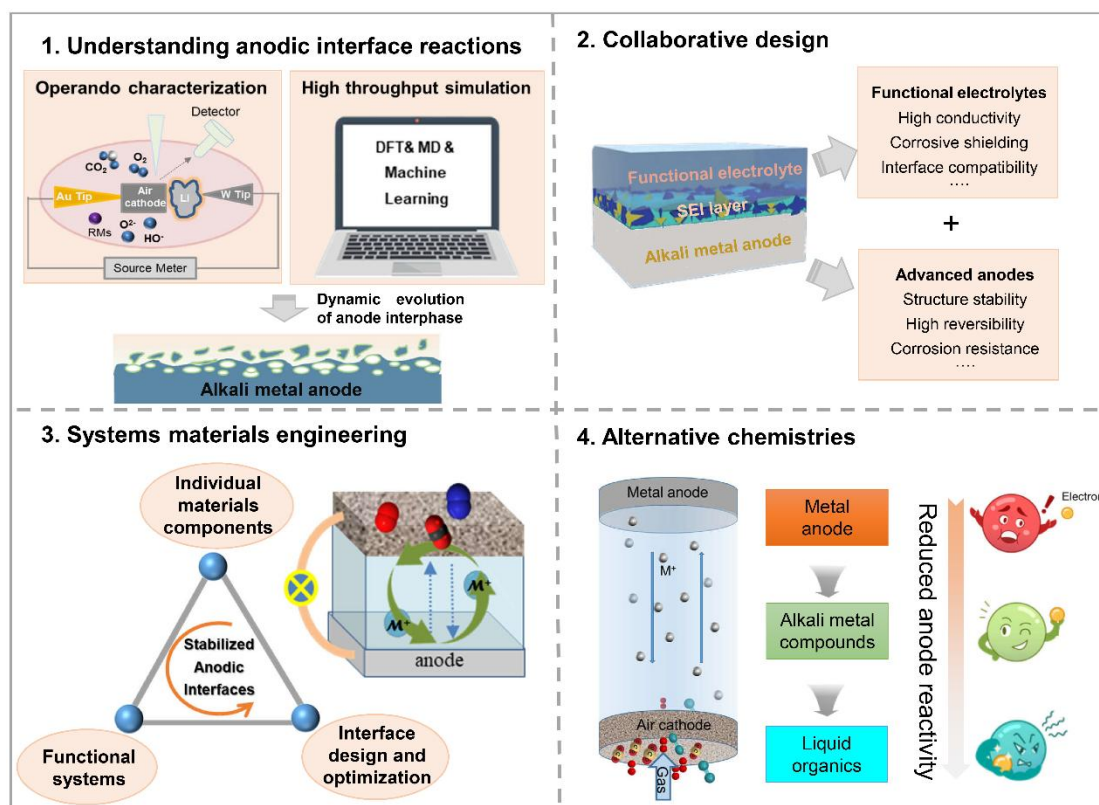 1. Understanding anodic interface reactions
Operando characterization
Detector
CO₂
O₂
Au Tip
Air
cathode
Li
W Tip
RMs
O²⁻
HO⁻
Source Meter
High throughput simulation
DFT& MD &
Machine
Learning
Dynamic evolution
of anode interphase
Alkali metal anode
2. Collaborative design
Functional electrolyte
SEI layer
Alkali metal anode
Functional electrolytes
High conductivity
Corrosive shielding
Interface compatibility
....
+
Advanced anodes
Structure stability
High reversibility
Corrosion resistance
....
3. Systems materials engineering
Individual
materials
components
Stabilized
Anodic
Interfaces
Functional
systems
Interface design and
optimization
M⁺
M⁺
anode
4. Alternative chemistries
Metal anode
M⁺
Air cathode
Gas
Metal
anode
Alkali metal
compounds
Liquid
organics
Reduced anode reactivity
Electron